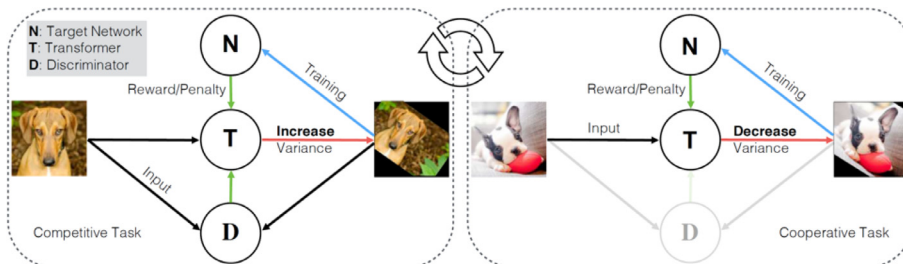 N: Target Network
T: Transformer
D: Discriminator
N
Reward/Penalty
Training
T
Increase
Variance
Input
D
Competitive Task
N
Reward/Penalty
Training
Input
T
Decrease
Variance
D
Cooperative Task